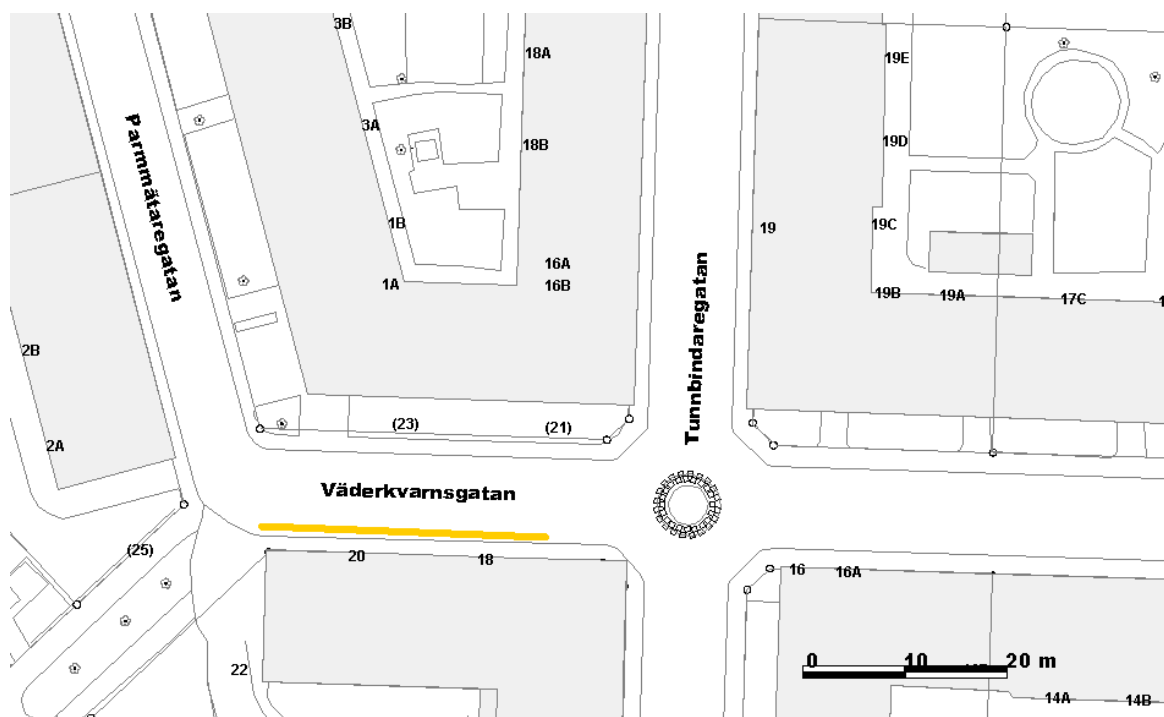 3B
18A
19E
3A
Parmmätaregatan
18B
19D
1B
19
19C
16A
1A
16B
Tunnbindaregatan
19B
19A
17C
2B
(23)
(21)
2A
Väderkvarnsgatan
(25)
20
18
16
16A
22
0 10 20 m
14A
14B